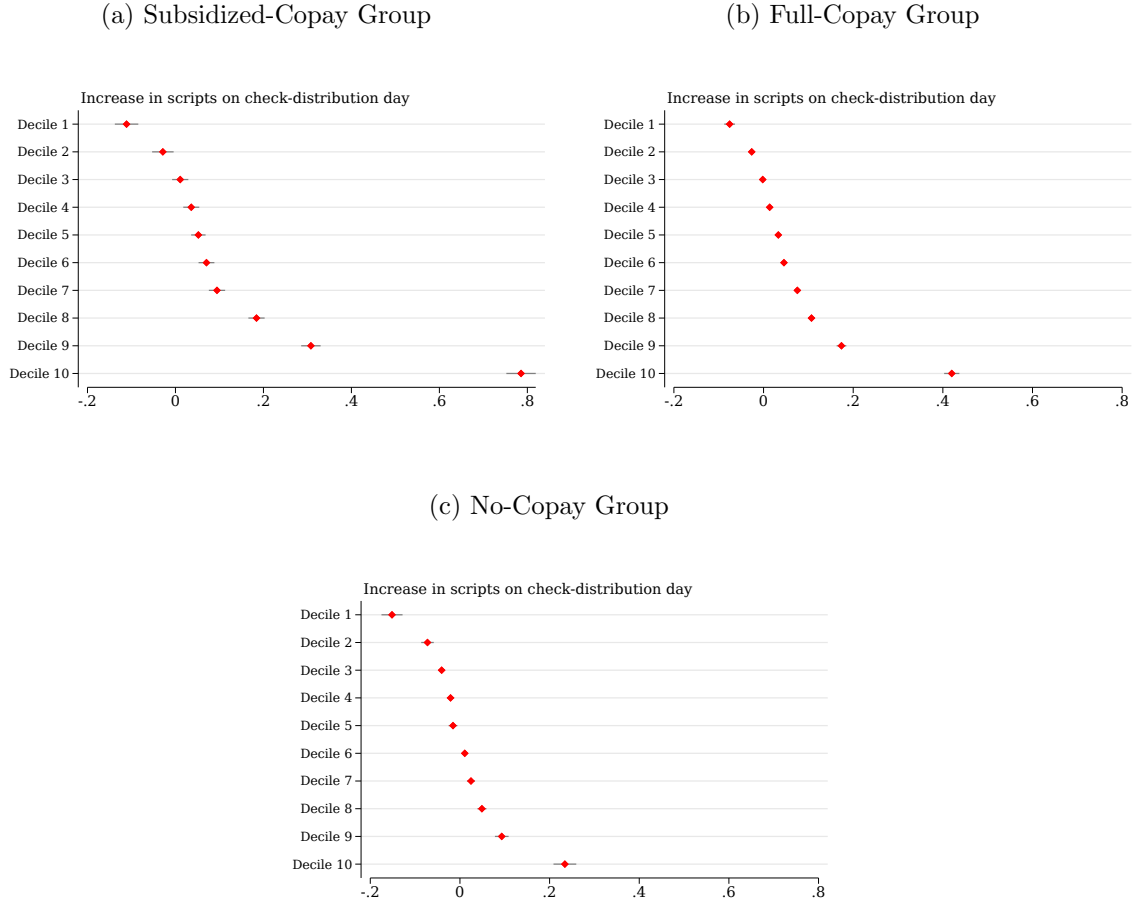 (a) Subsidized-Copay Group
Increase in scripts on check-distribution day
Decile 1
Decile 2
Decile 3
Decile 4
Decile 5
Decile 6
Decile 7
Decile 8
Decile 9
Decile 10
-.2 0 .2 .4 .6 .8
(b) Full-Copay Group
Increase in scripts on check-distribution day
Decile 1
Decile 2
Decile 3
Decile 4
Decile 5
Decile 6
Decile 7
Decile 8
Decile 9
Decile 10
-.2 0 .2 .4 .6 .8
(c) No-Copay Group
Increase in scripts on check-distribution day
Decile 1
Decile 2
Decile 3
Decile 4
Decile 5
Decile 6
Decile 7
Decile 8
Decile 9
Decile 10
-.2 0 .2 .4 .6 .8